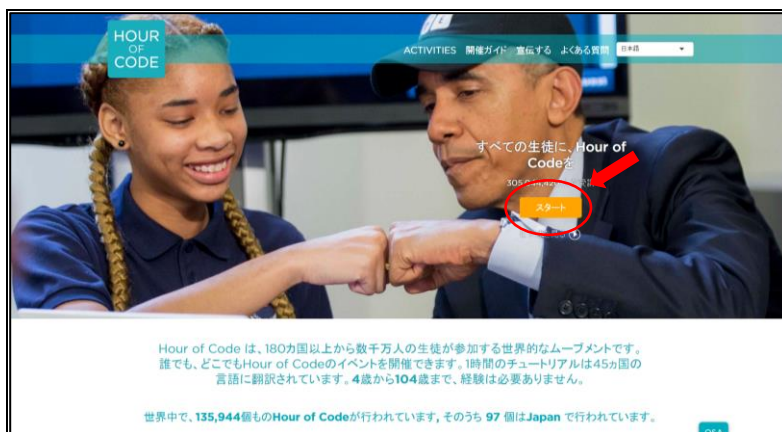 HOUR
OF
CODE
ACTIVITIES 開催ガイド 宣伝する よくある質問 日本語
すべての生徒に、Hour of
Codeを
スタート
Hour of Code は、180カ国以上から数千万人の生徒が参加する世界的なムーブメントです。
誰でも、どこでもHour of Codeのイベントを開催できます。1時間のチュートリアルは45ヵ国の
言語に翻訳されています。4歳から104歳まで、経験は必要ありません。
世界中で、135,944個ものHour of Codeが行われています, そのうち 97 個はJapan で行われています。